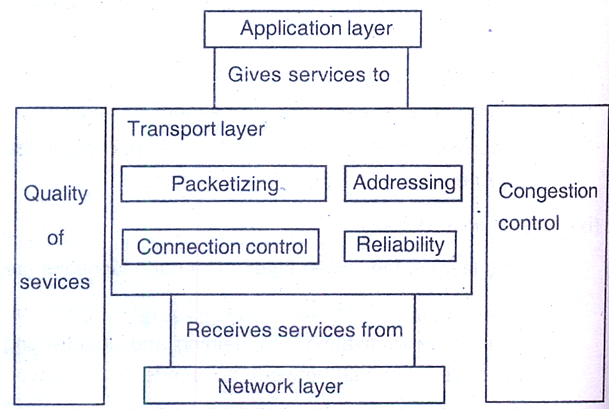 Application layer
Gives services to
Transport layer
Packetizing
Addressing
Connection control
Reliability
Quality
of
sevices
Congestion
control
Receives services from
Network layer